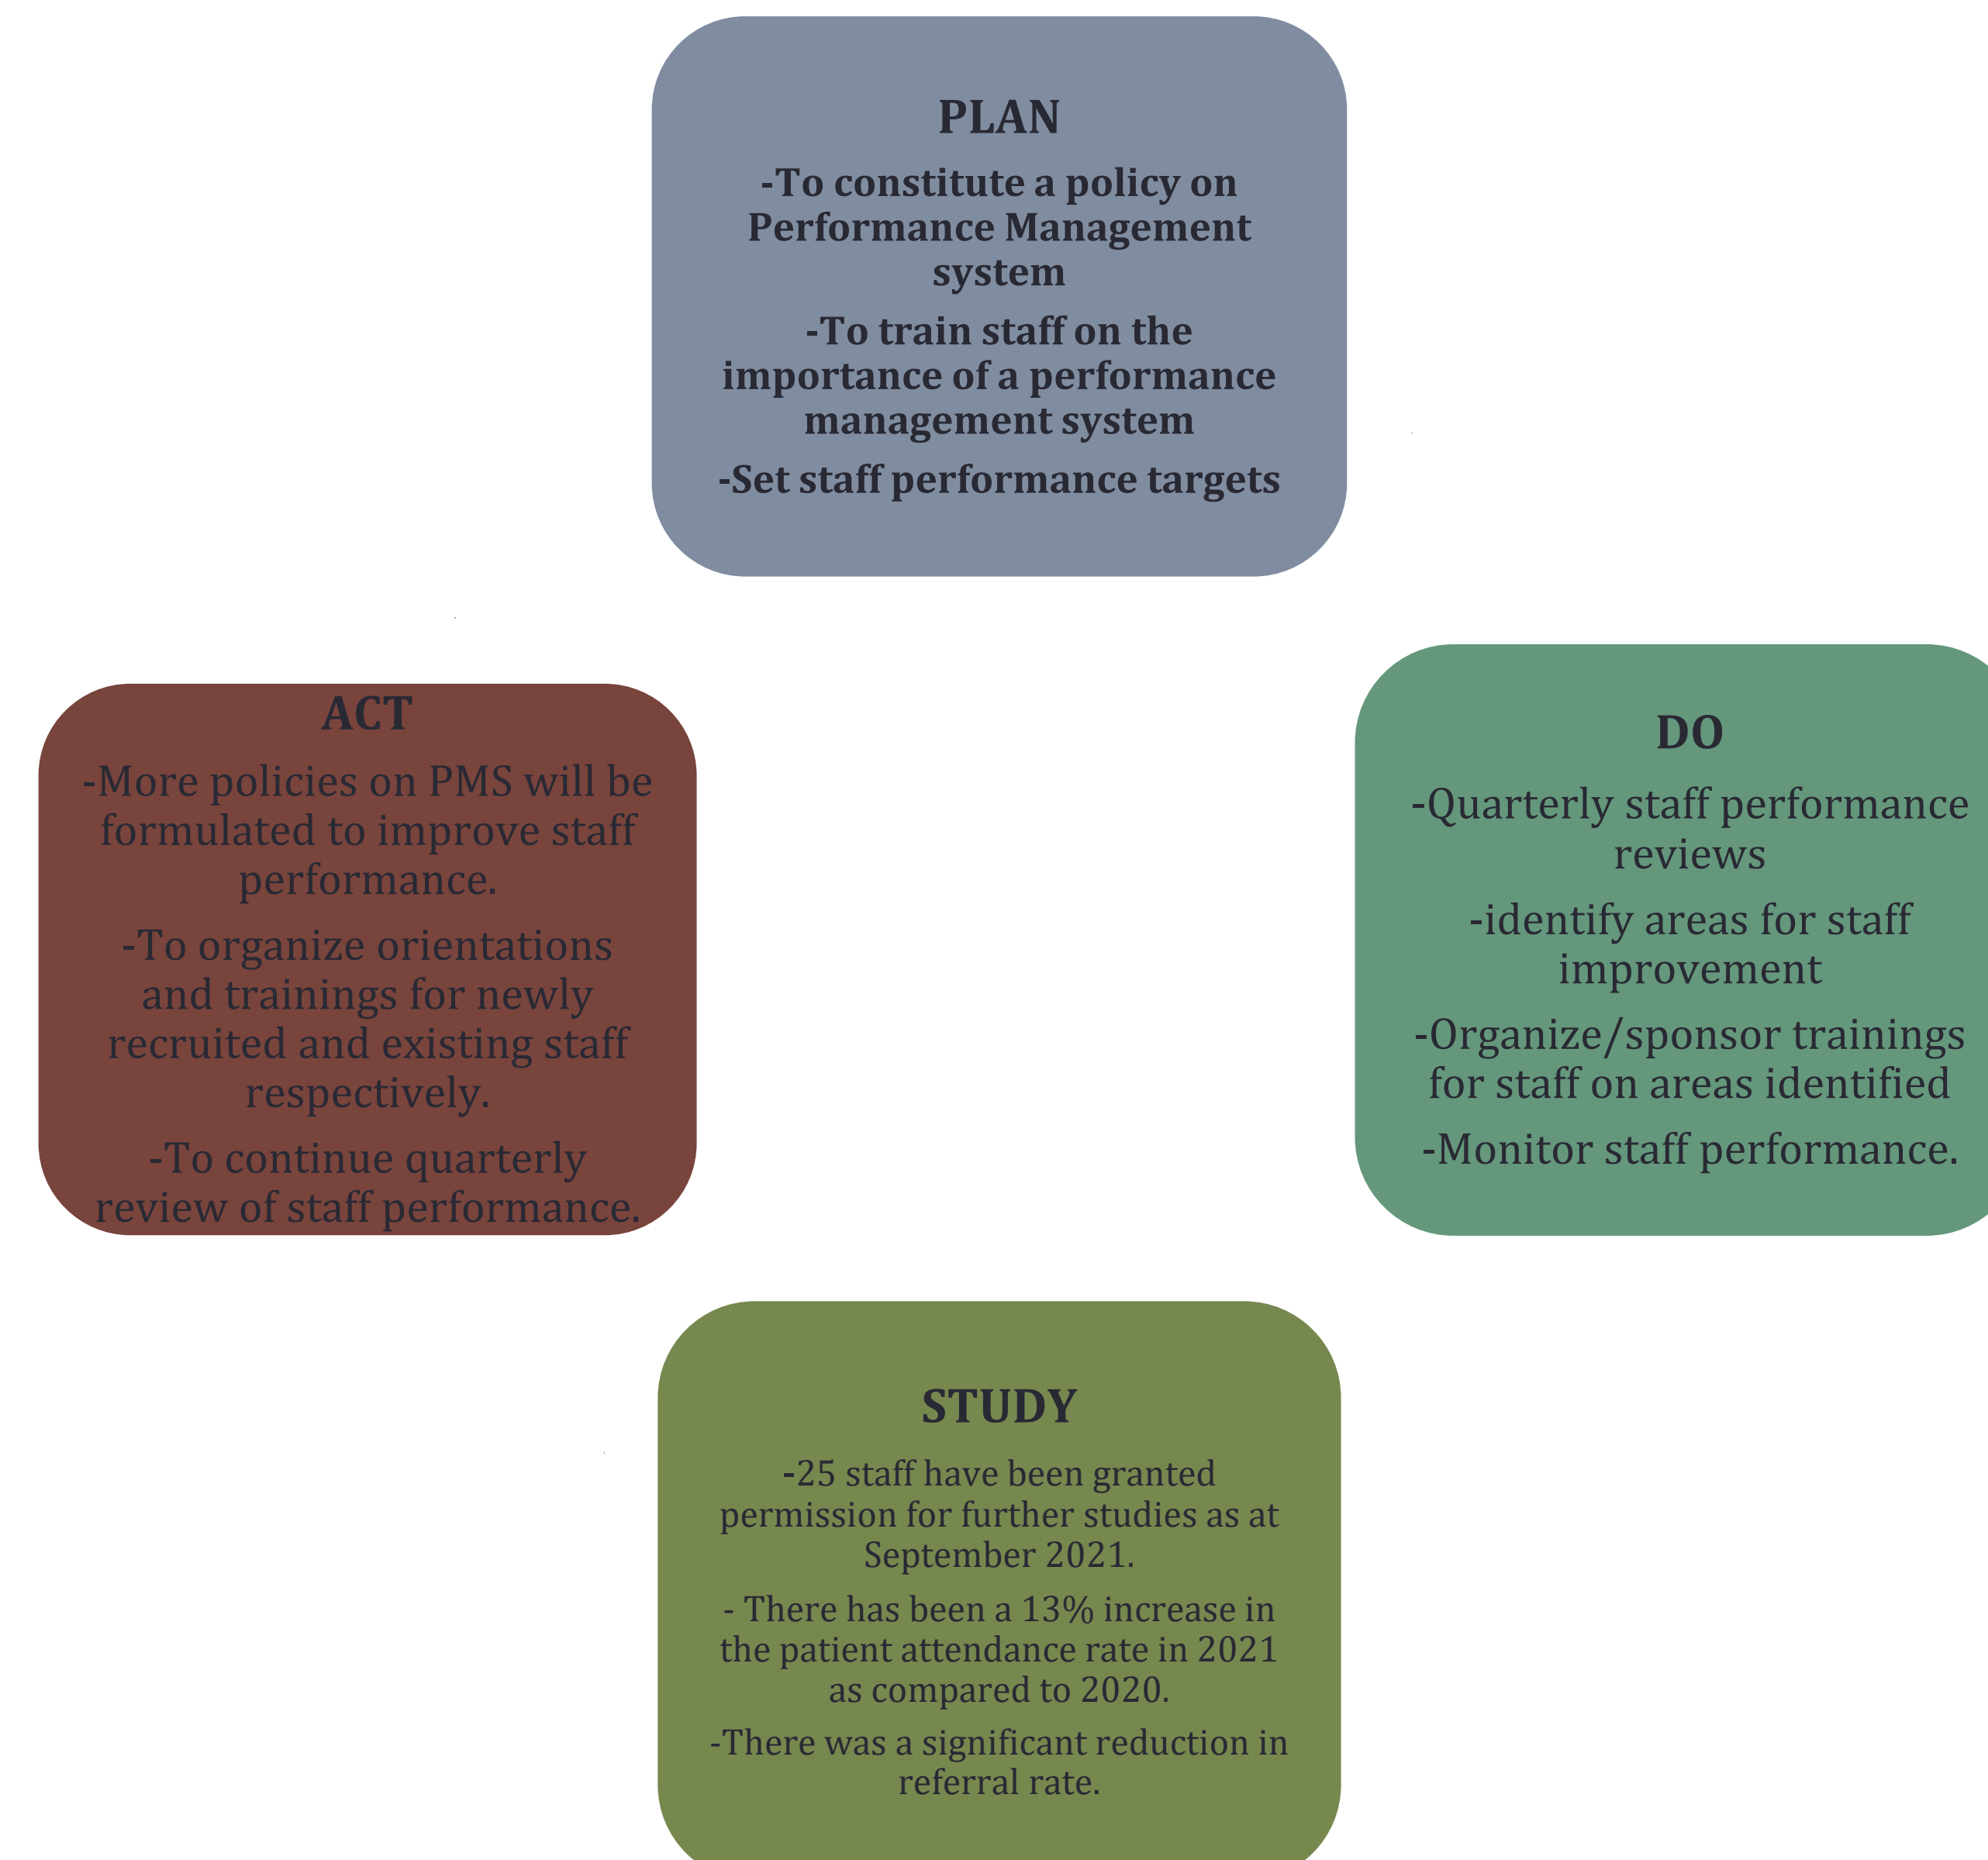 PLAN
-To constitute a policy on
Performance Management
system
-To train staff on the
importance of a performance
management system
-Set staff performance targets
DO
-Quarterly staff performance
reviews
-identify areas for staff
improvement
-Organize/sponsor trainings
for staff on areas identified
-Monitor staff performance.
STUDY
-25 staff have been granted
permission for further studies as at
September 2021.
- There has been a 13% increase in
the patient attendance rate in 2021
as compared to 2020.
-There was a significant reduction in
referral rate.
ACT
-More policies on PMS will be
formulated to improve staff
performance.
-To organize orientations
and trainings for newly
recruited and existing staff
respectively.
-To continue quarterly
review of staff performance.